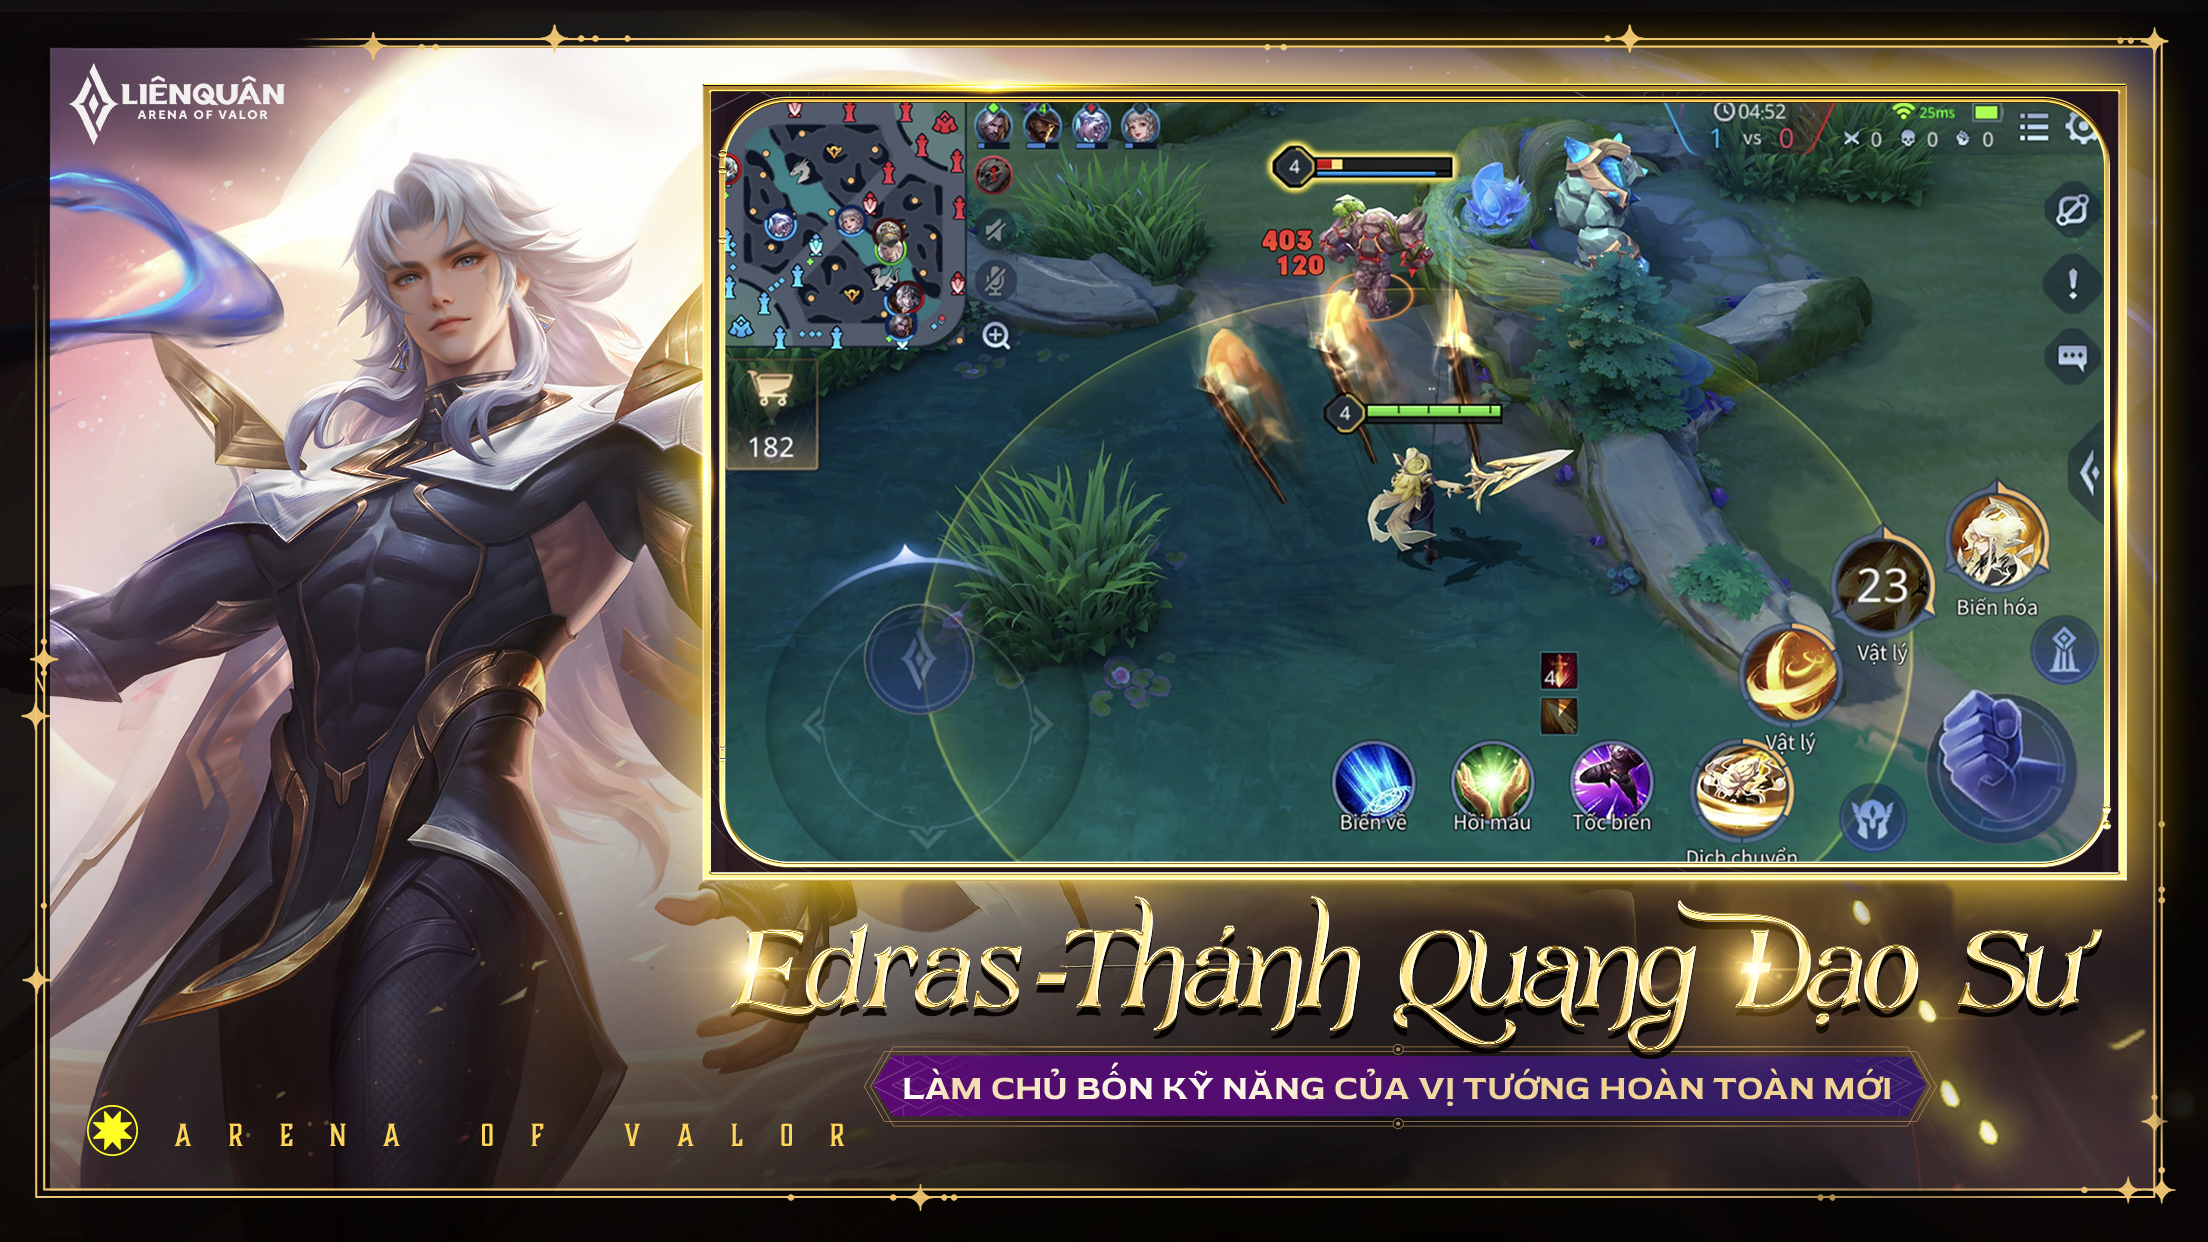 LIÊNQUÂN
ARENA OF VALOR
4
04:52
25ms
1 vs 0
0 0 0
4
403
120
4
182
23
Biến hóa
Vật lý
4
Vật lý
Biến về
Hồi máu
Tốc biến
Dịch chuyển
Edras - Thánh Quang Đạo Sư
LÀM CHỦ BỐN KỸ NĂNG CỦA VỊ TƯỚNG HOÀN TOÀN MỚI
ARENA OF VALOR